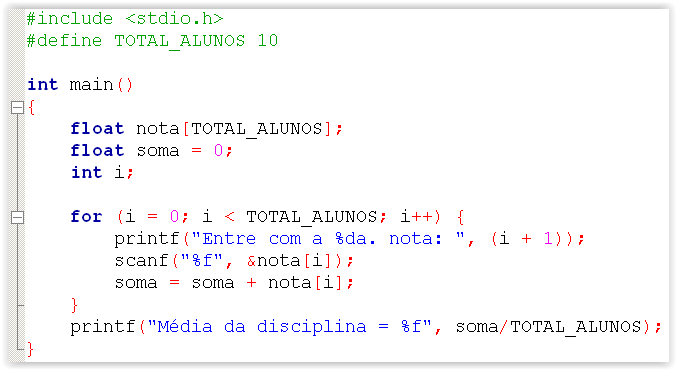 #include <stdio.h>
#define TOTAL_ALUNOS 10
int main()
{
float nota[TOTAL_ALUNOS];
float soma = 0;
int i;
for (i = 0; i < TOTAL_ALUNOS; i++) {
printf("Entre com a %da. nota: ", (i + 1));
scanf("%f", &nota[i]);
soma = soma + nota[i];
}
printf("Média da disciplina = %f", soma/TOTAL_ALUNOS);
}